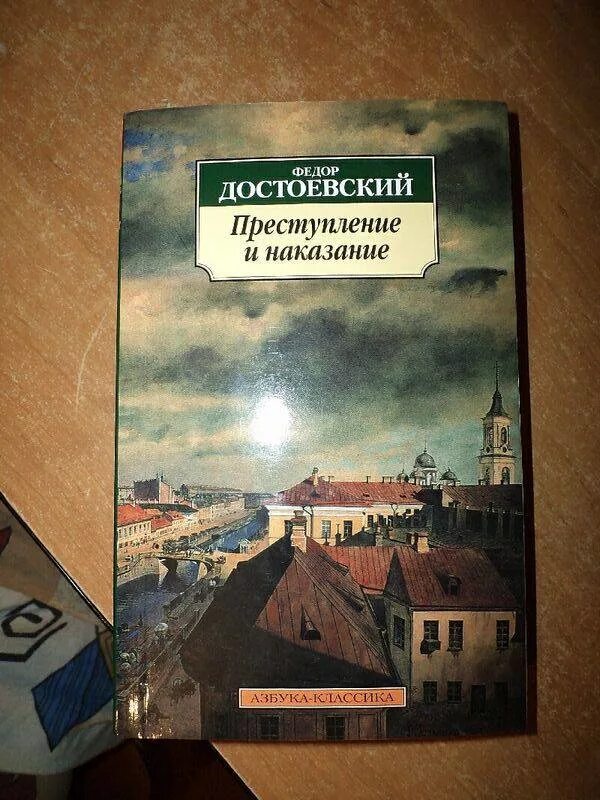 ФЕДОР
ДОСТОЕВСКИЙ
Преступление
и наказание
АЗБУКА-КЛАССИКА